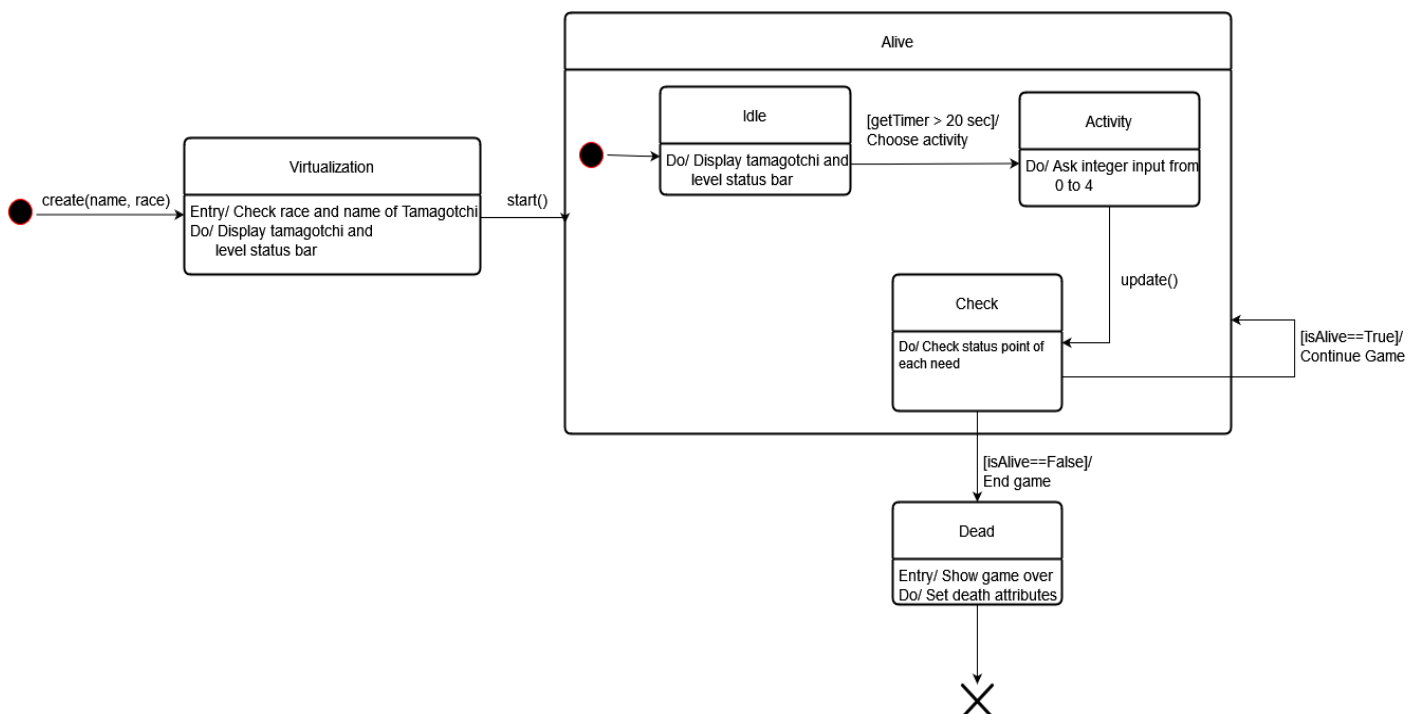 Alive
Idle
Do/ Display tamagotchi and
level status bar
[getTimer > 20 sec]/
Choose activity
Activity
Do/ Ask integer input from
0 to 4
create(name, race)
Virtualization
Entry/ Check race and name of Tamagotchi
Do/ Display tamagotchi and
level status bar
start()
update()
Check
Do/ Check status point of
each need
[isAlive==True]/
Continue Game
[isAlive==False]/
End game
Dead
Entry/ Show game over
Do/ Set death attributes